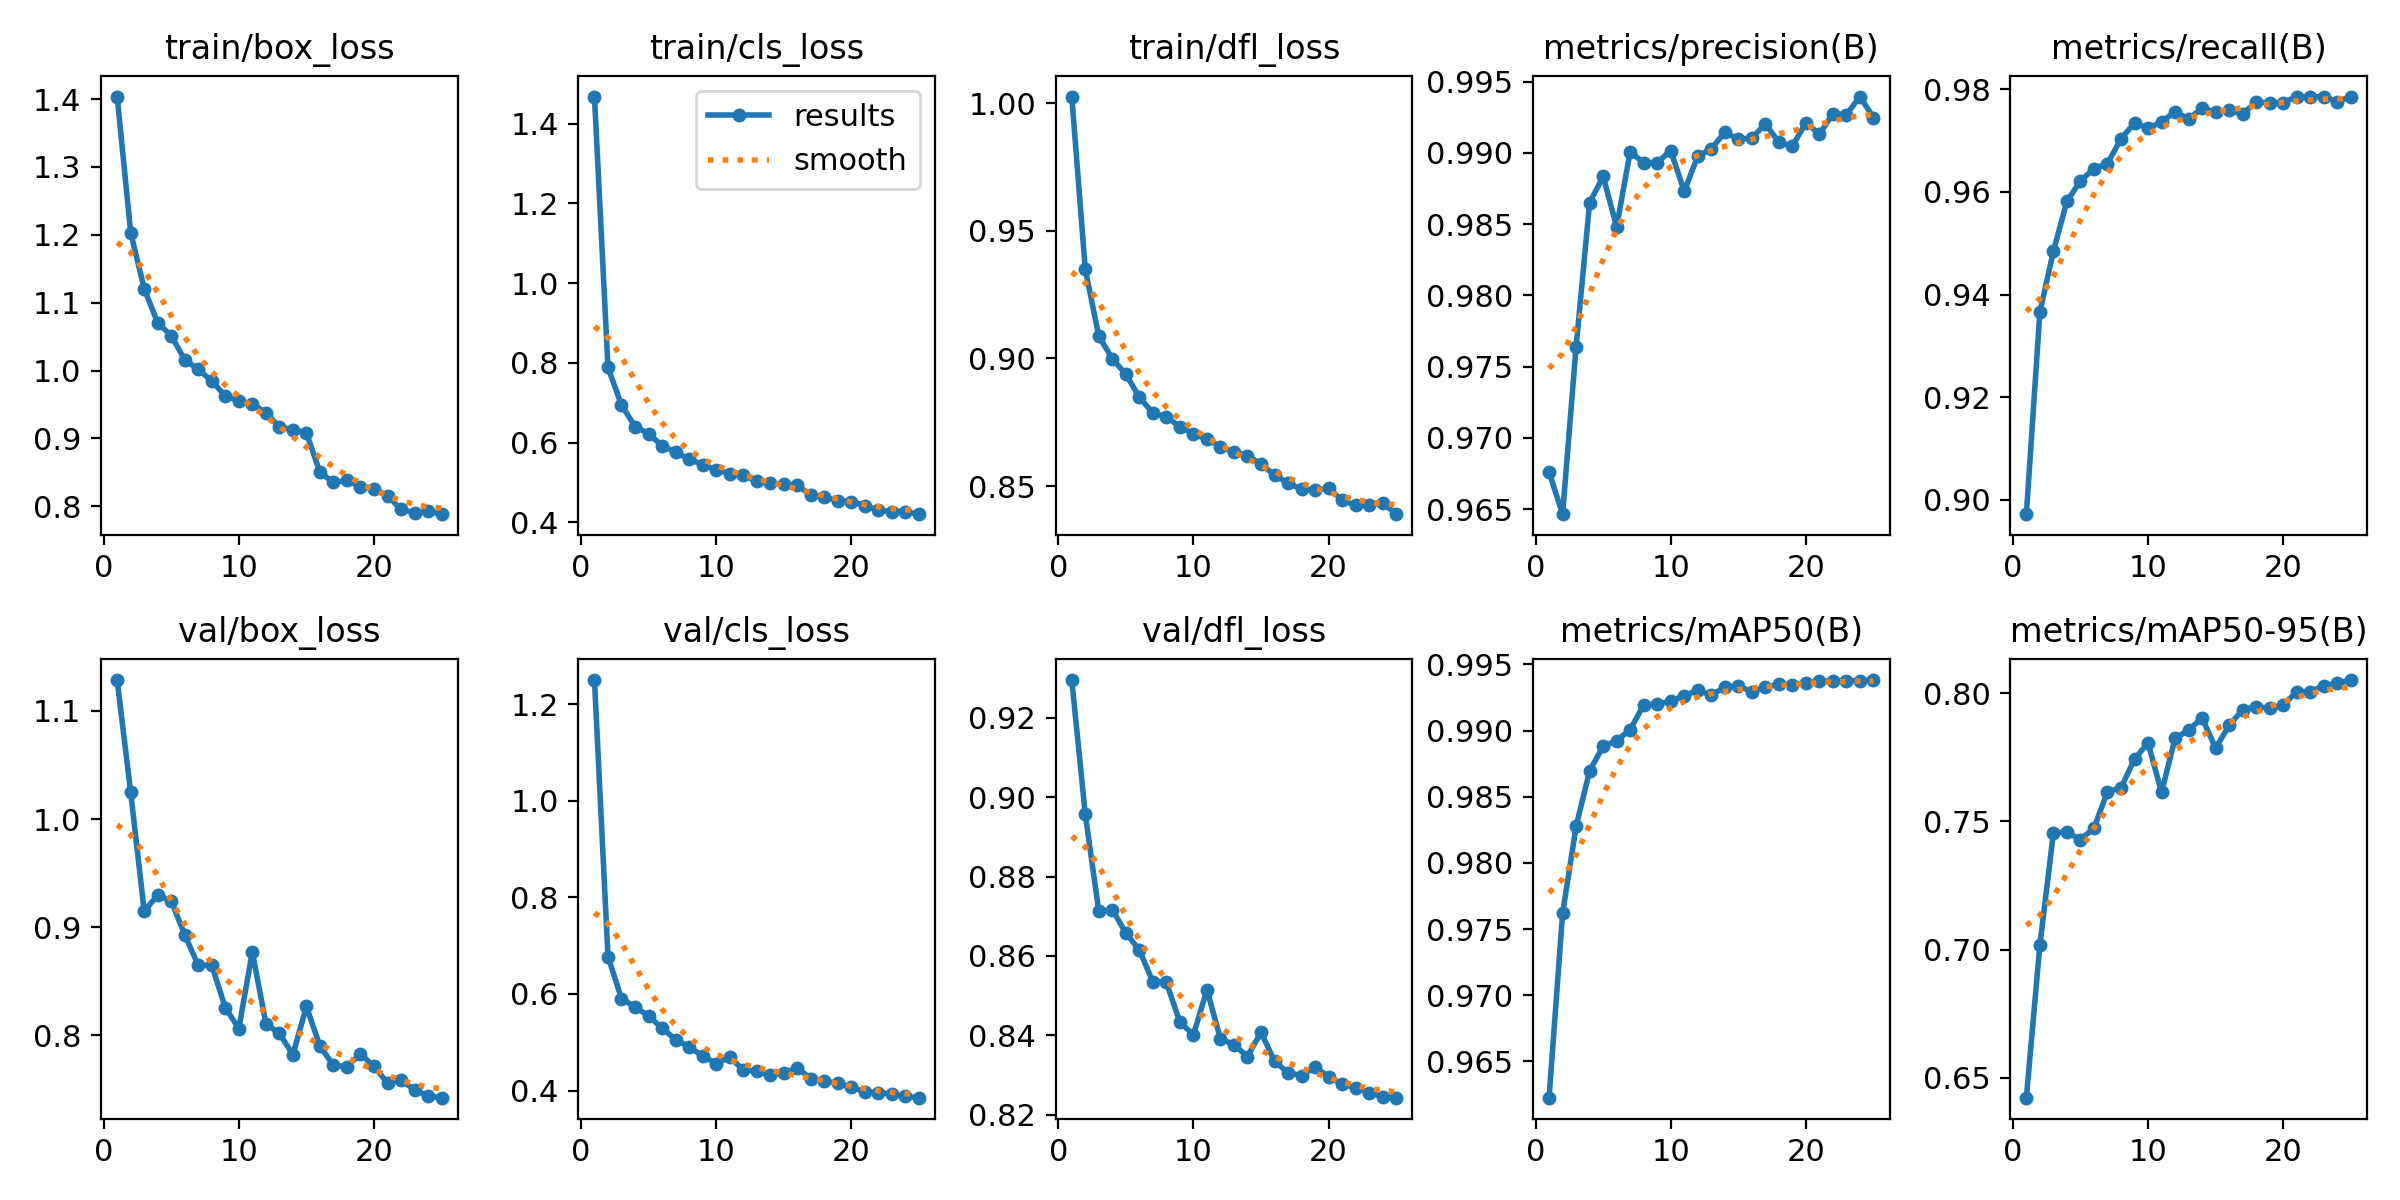 train/box_loss
1.4
1.3
1.2
1.1
1.0
0.9
0.8
0 10 20
train/cls_loss
results
smooth
1.4
1.2
1.0
0.8
0.6
0.4
0 10 20
train/dfl_loss
1.00
0.95
0.90
0.85
0 10 20
metrics/precision(B)
0.995
0.990
0.985
0.980
0.975
0.970
0.965
0 10 20
metrics/recall(B)
0.98
0.96
0.94
0.92
0.90
0 10 20
val/box_loss
1.1
1.0
0.9
0.8
0 10 20
val/cls_loss
1.2
1.0
0.8
0.6
0.4
0 10 20
val/dfl_loss
0.92
0.90
0.88
0.86
0.84
0.82
0 10 20
metrics/mAP50(B)
0.995
0.990
0.985
0.980
0.975
0.970
0.965
0 10 20
metrics/mAP50-95(B)
0.80
0.75
0.70
0.65
0 10 20